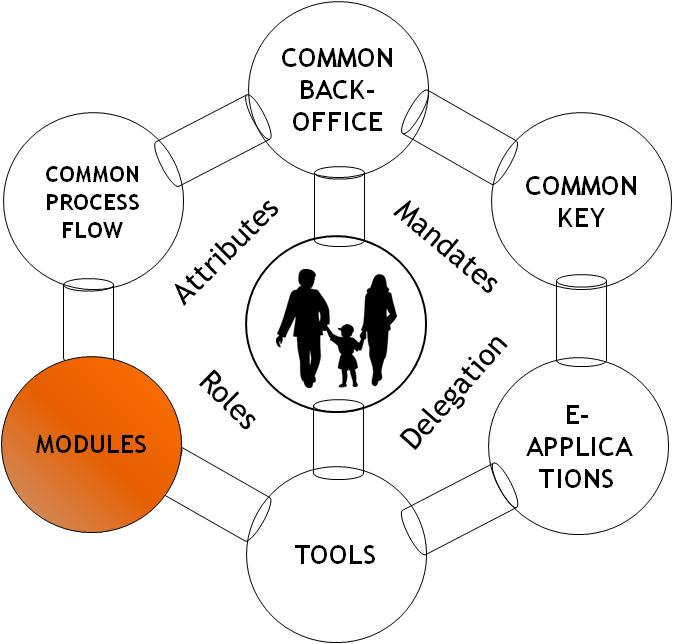 COMMON
BACK-
OFFICE
COMMON
PROCESS
FLOW
COMMON
KEY
Attributes
Mandates
Roles
Delegation
MODULES
E-
APPLICA
TIONS
TOOLS